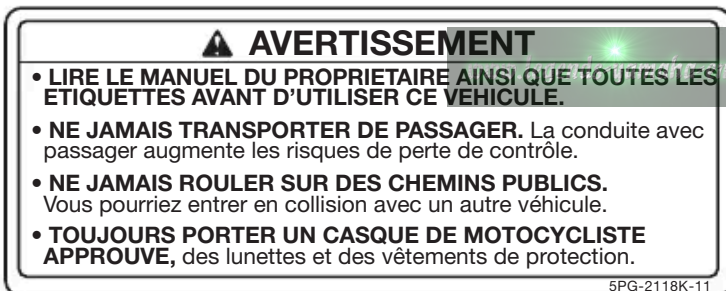 AVERTISSEMENT
• LIRE LE MANUEL DU PROPRIETAIRE AINSI QUE TOUTES LES
ETIQUETTES AVANT D’UTILISER CE VEHICULE.
• NE JAMAIS TRANSPORTER DE PASSAGER. La conduite avec
passager augmente les risques de perte de contrôle.
• NE JAMAIS ROULER SUR DES CHEMINS PUBLICS.
Vous pourriez entrer en collision avec un autre véhicule.
• TOUJOURS PORTER UN CASQUE DE MOTOCYCLISTE
APPROUVE, des lunettes et des vêtements de protection.
5PG-2118K-11